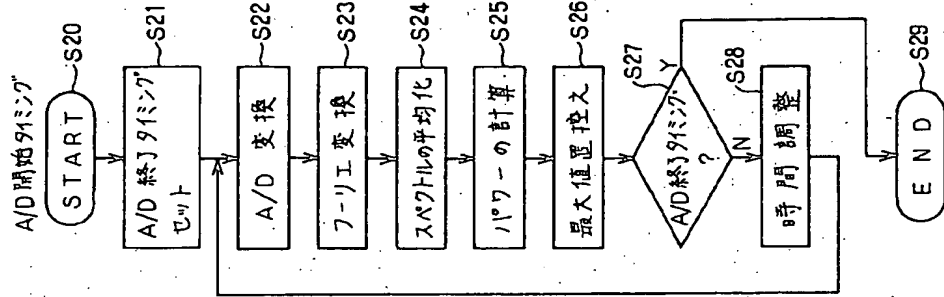 A/D開始タイミング
START
S20
A/D終了タイミング
セット
S21
A/D 変換
S22
フーリエ変換
S23
スペクトルの平均化
S24
パワーの計算
S25
最大値置控え
S26
A/D終了タイミング
?
S27
Y
N
時間調整
S28
END
S29